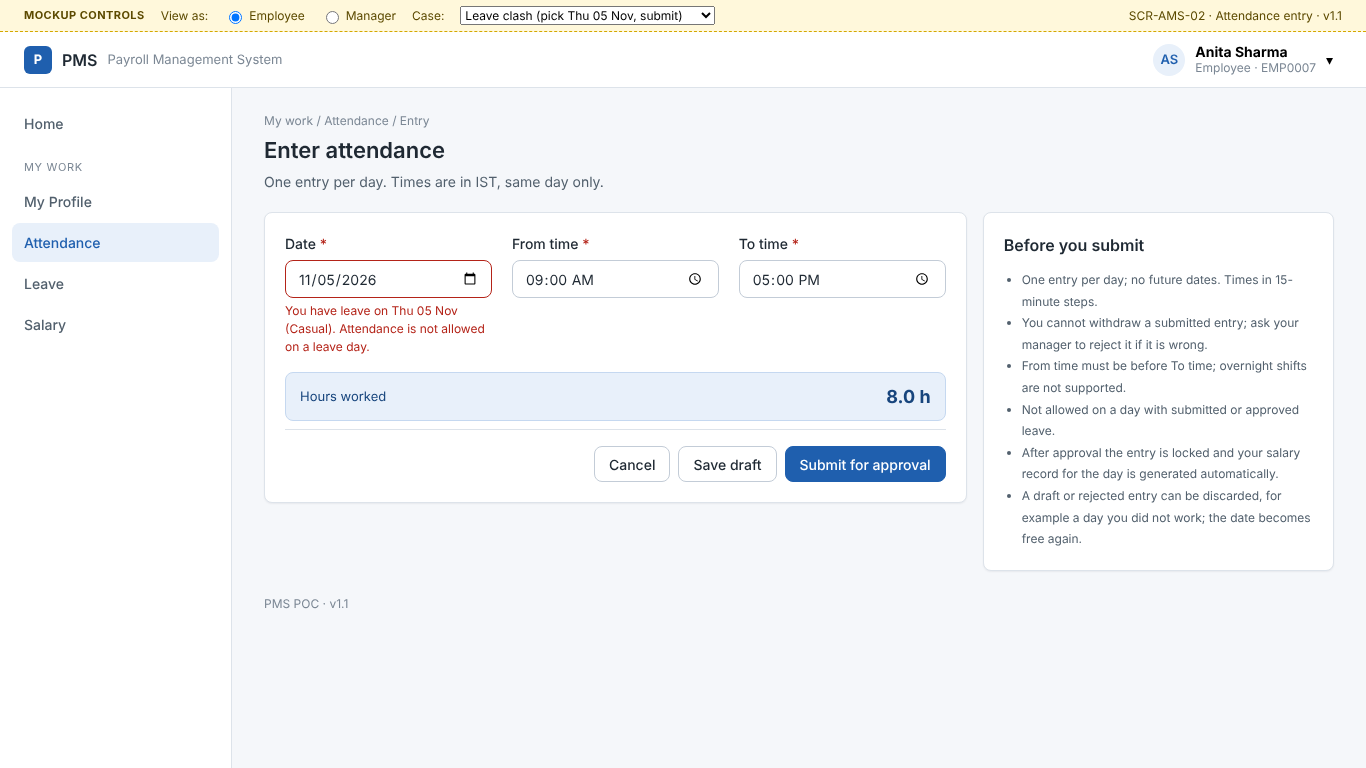 MOCKUP CONTROLS View as: Employee Manager Case: Leave clash (pick Thu 05 Nov, submit) SCR-AMS-02 · Attendance entry · v1.1
P PMS Payroll Management System
AS Anita Sharma
Employee · EMP0007 ▼
Home
MY WORK
My Profile
Attendance
Leave
Salary
My work / Attendance / Entry
Enter attendance
One entry per day. Times are in IST, same day only.
Date * From time * To time *
11/05/2026 09:00 AM 05:00 PM
You have leave on Thu 05 Nov
(Casual). Attendance is not allowed
on a leave day.
Hours worked 8.0 h
Cancel Save draft Submit for approval
Before you submit
• One entry per day; no future dates. Times in 15-
minute steps.
• You cannot withdraw a submitted entry; ask your
manager to reject it if it is wrong.
• From time must be before To time; overnight shifts
are not supported.
• Not allowed on a day with submitted or approved
leave.
• After approval the entry is locked and your salary
record for the day is generated automatically.
• A draft or rejected entry can be discarded, for
example a day you did not work; the date becomes
free again.
PMS POC · v1.1